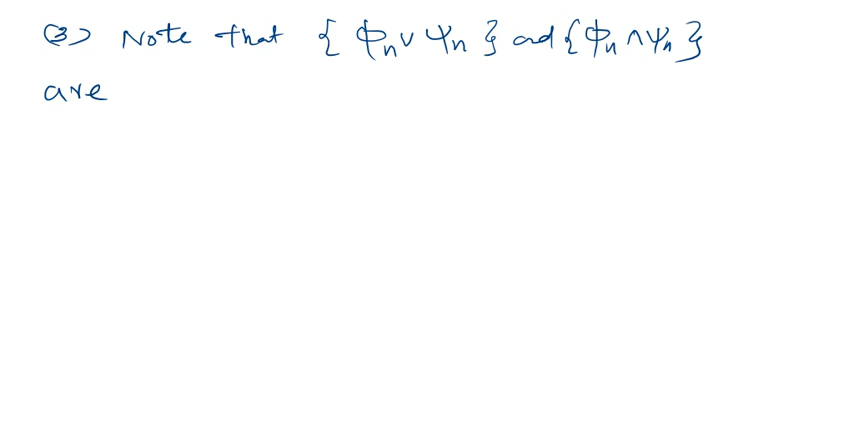 (3) Note that { ϕn ∨ ψn } and { ϕn ∧ ψn }
are